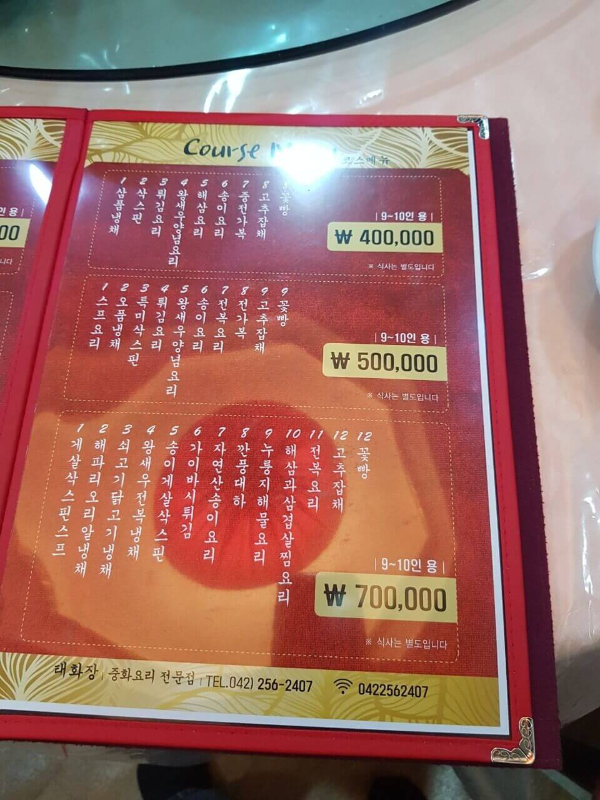 Course
코스메뉴
1 삼품냉채
2 삭스핀
3 튀김요리
4 왕새우양념요리
5 해삼요리
6 송이요리
7 중전가복
8 고추잡채
꽃빵
9~10인 용
₩ 400,000
※ 식사는 별도입니다
1 스프요리
2 오품냉채
3 특미삭스핀
4 튀김요리
5 왕새우양념요리
6 송이요리
7 전복요리
8 전가복
9 고추잡채
9 꽃빵
9~10인 용
₩ 500,000
※ 식사는 별도입니다
1 게살삭스핀스프
2 해파리오리알냉채
3 쇠고기닭고기냉채
4 왕새우전복냉채
5 송이게살삭스핀
6 가이바시튀김
7 자연산송이요리
8 깐풍대하
9 누룽지해물요리
10 해삼과삼겹살찜요리
11 전복요리
12 고추잡채
12 꽃빵
9~10인 용
₩ 700,000
※ 식사는 별도입니다
태화장 | 중화요리 전문점 | TEL.042) 256-2407 0422562407
인 용
00
니다